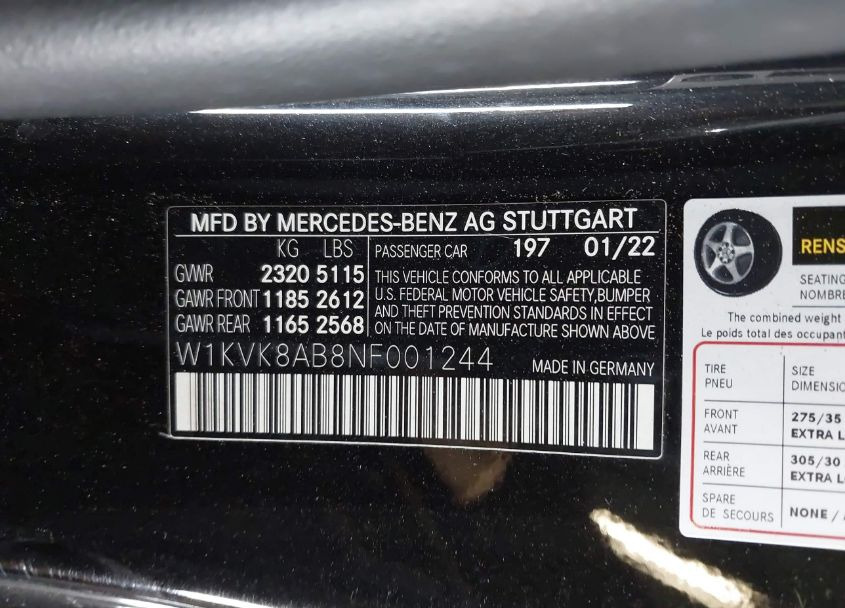 MFD BY MERCEDES-BENZ AG STUTTGART
KG LBS
GVWR 2320 5115
GAWR FRONT 1185 2612
GAWR REAR 1165 2568
PASSENGER CAR 197 01/22
THIS VEHICLE CONFORMS TO ALL APPLICABLE
U.S. FEDERAL MOTOR VEHICLE SAFETY,BUMPER
AND THEFT PREVENTION STANDARDS IN EFFECT
ON THE DATE OF MANUFACTURE SHOWN ABOVE
W1KVK8AB8NF001244
MADE IN GERMANY
RENS
SEATING
NOMBRE
The combined weight
Le poids total des occupant
TIRE SIZE
PNEU DIMENSIO
FRONT 275/35
AVANT EXTRA L
REAR 305/30
ARRIÈRE EXTRA L
SPARE
DE SECOURS NONE /